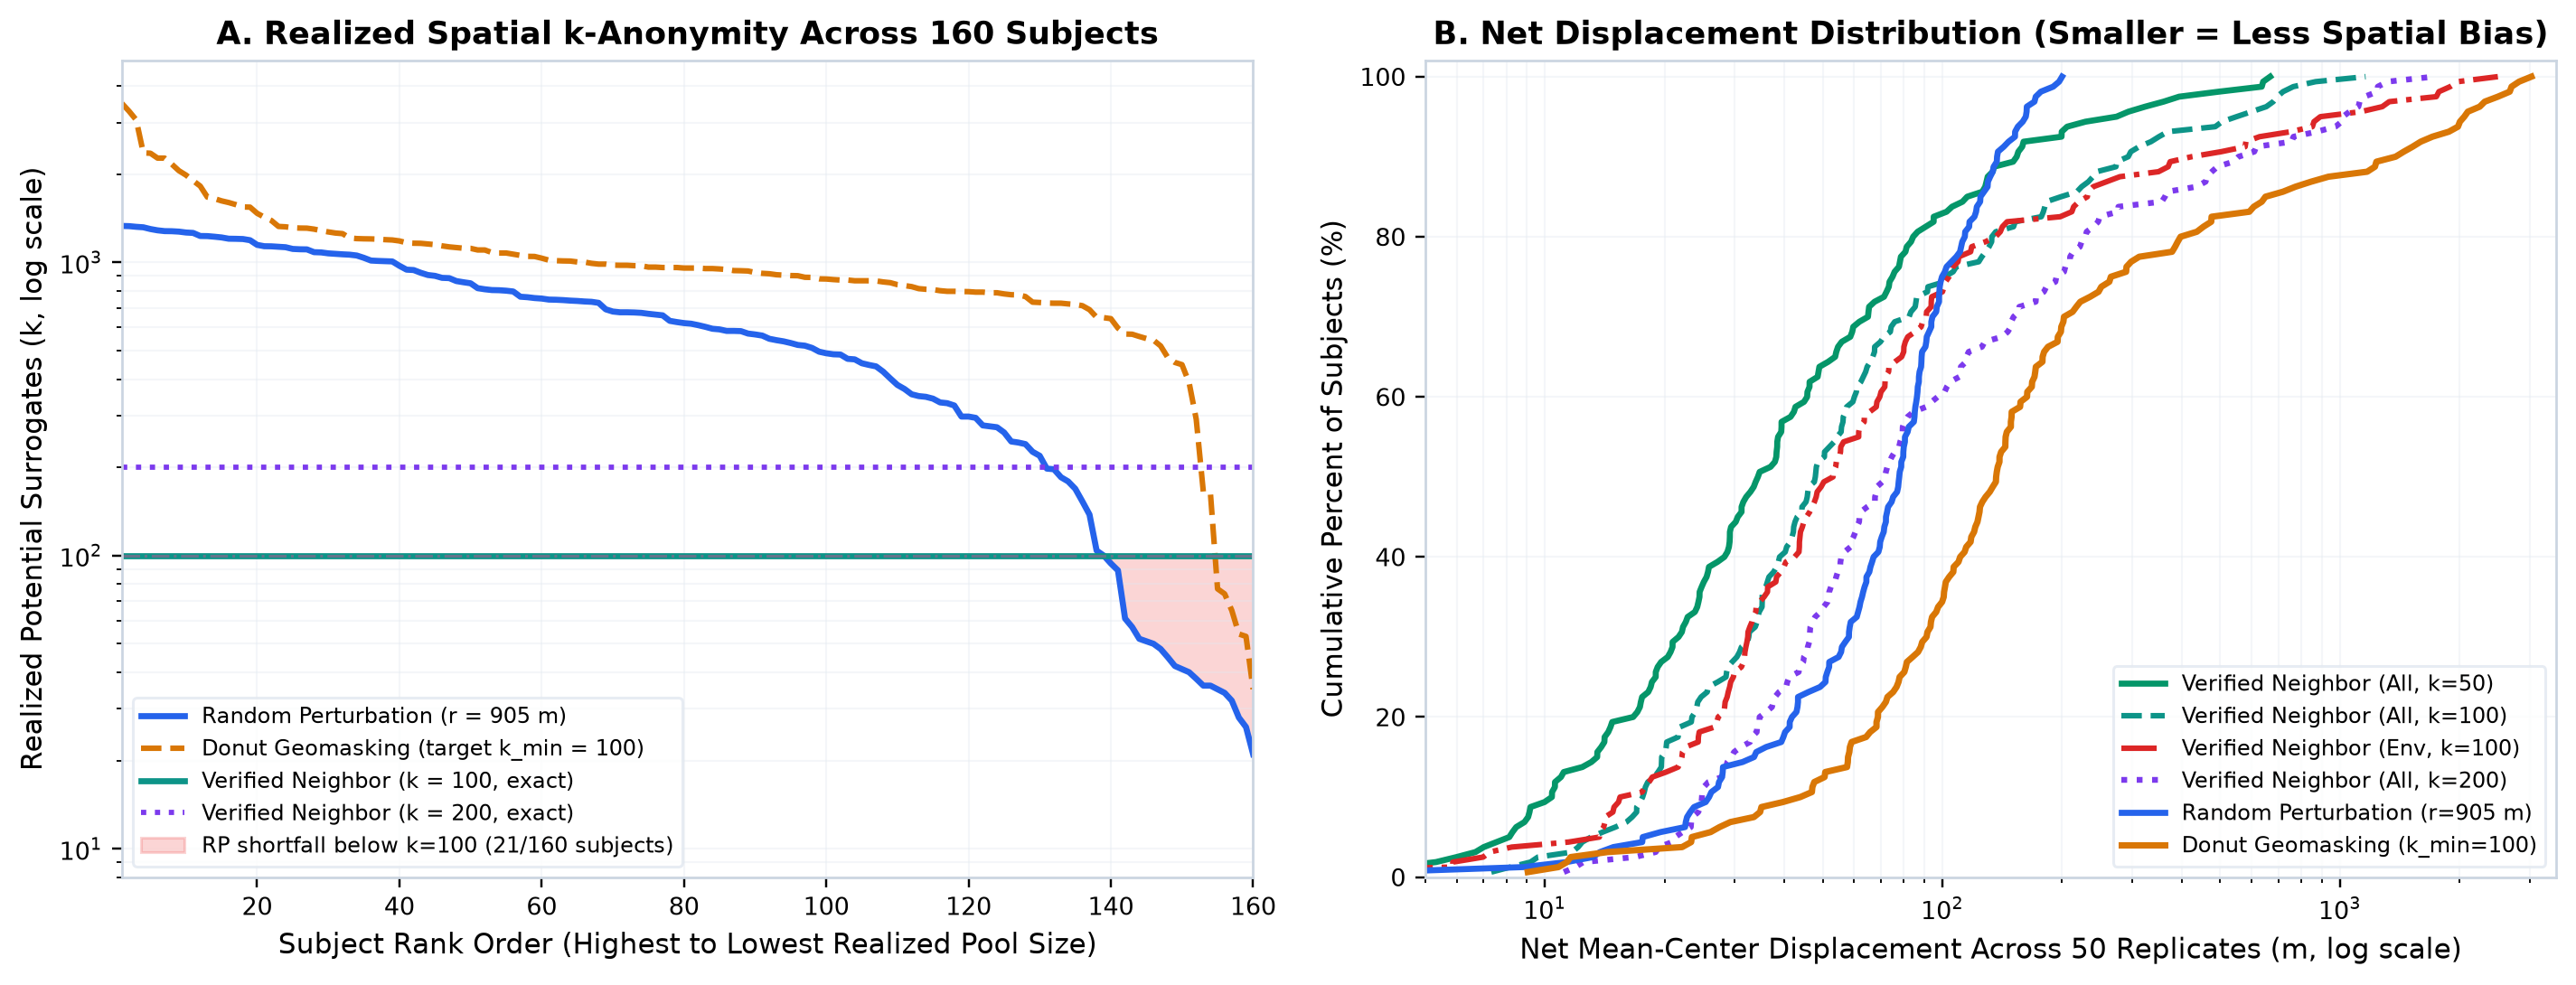 A. Realized Spatial k-Anonymity Across 160 Subjects
Realized Potential Surrogates (k, log scale)
10³
10²
10¹
Random Perturbation (r = 905 m)
Donut Geomasking (target k_min = 100)
Verified Neighbor (k = 100, exact)
Verified Neighbor (k = 200, exact)
RP shortfall below k=100 (21/160 subjects)
20 40 60 80 100 120 140 160
Subject Rank Order (Highest to Lowest Realized Pool Size)
B. Net Displacement Distribution (Smaller = Less Spatial Bias)
Cumulative Percent of Subjects (%)
100
80
60
40
20
0
Verified Neighbor (All, k=50)
Verified Neighbor (All, k=100)
Verified Neighbor (Env, k=100)
Verified Neighbor (All, k=200)
Random Perturbation (r=905 m)
Donut Geomasking (k_min=100)
10¹ 10² 10³
Net Mean-Center Displacement Across 50 Replicates (m, log scale)